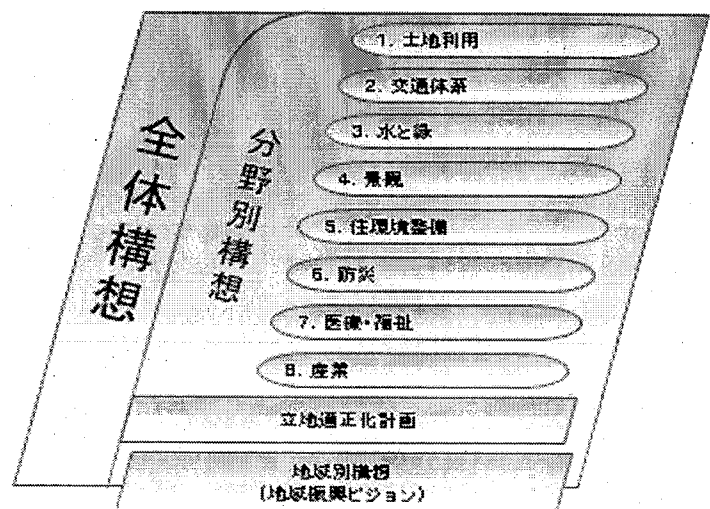 全体構想
分野別構想
1. 土地利用
2. 交通体系
3. 水と緑
4. 景観
5. 住環境整備
6. 防災
7. 医療・福祉
8. 産業
立地適正化計画
地域別構想
(地域振興ビジョン)